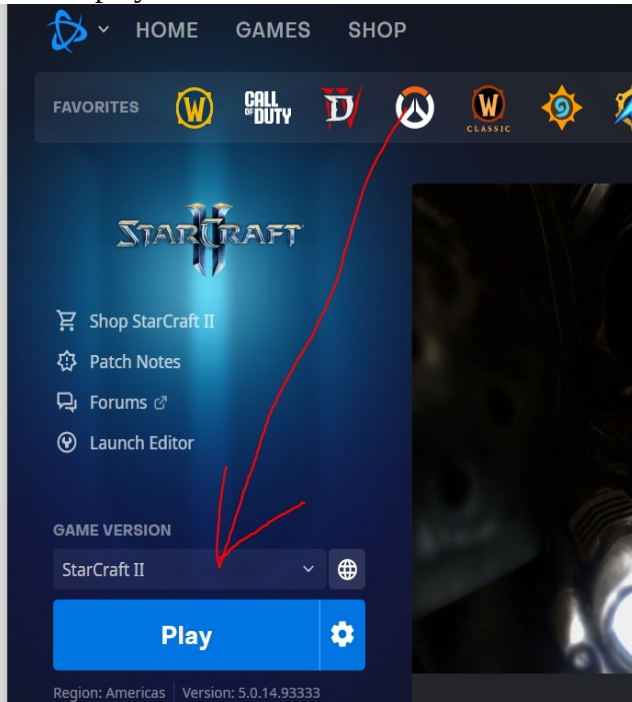 HOME GAMES SHOP
FAVORITES W CALL OF DUTY D W CLASSIC
STARCRAFT II
Shop StarCraft II
Patch Notes
Forums
Launch Editor
GAME VERSION
StarCraft II
Play
Region: Americas Version: 5.0.14.93333